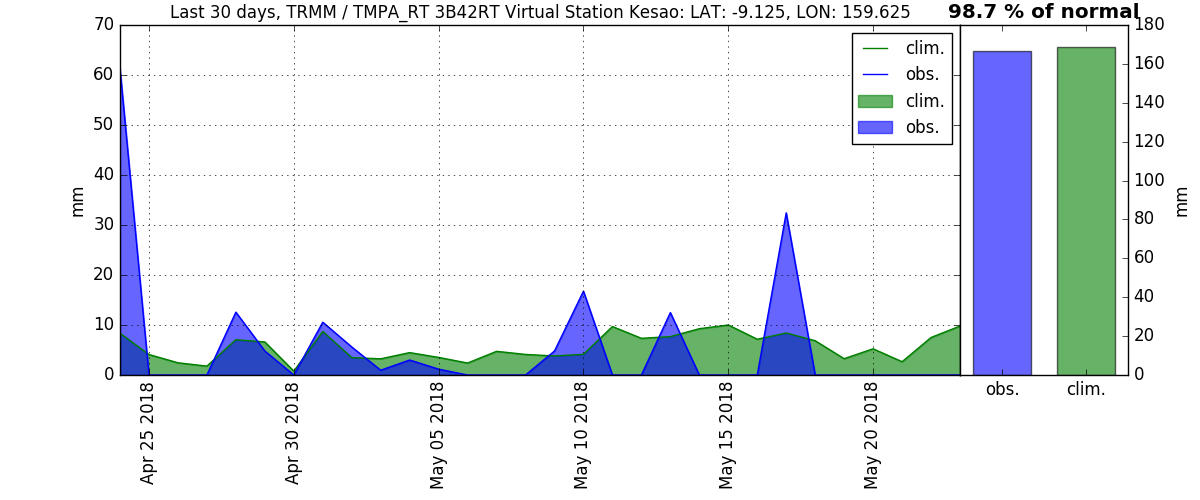 Last 30 days, TRMM / TMPA_RT 3B42RT Virtual Station Kesao: LAT: -9.125, LON: 159.625
98.7 % of normal
70
60
50
40
30
20
10
0
mm
clim.
obs.
clim.
obs.
180
160
140
120
100
80
60
40
20
0
mm
Apr 25 2018
Apr 30 2018
May 05 2018
May 10 2018
May 15 2018
May 20 2018
obs.
clim.